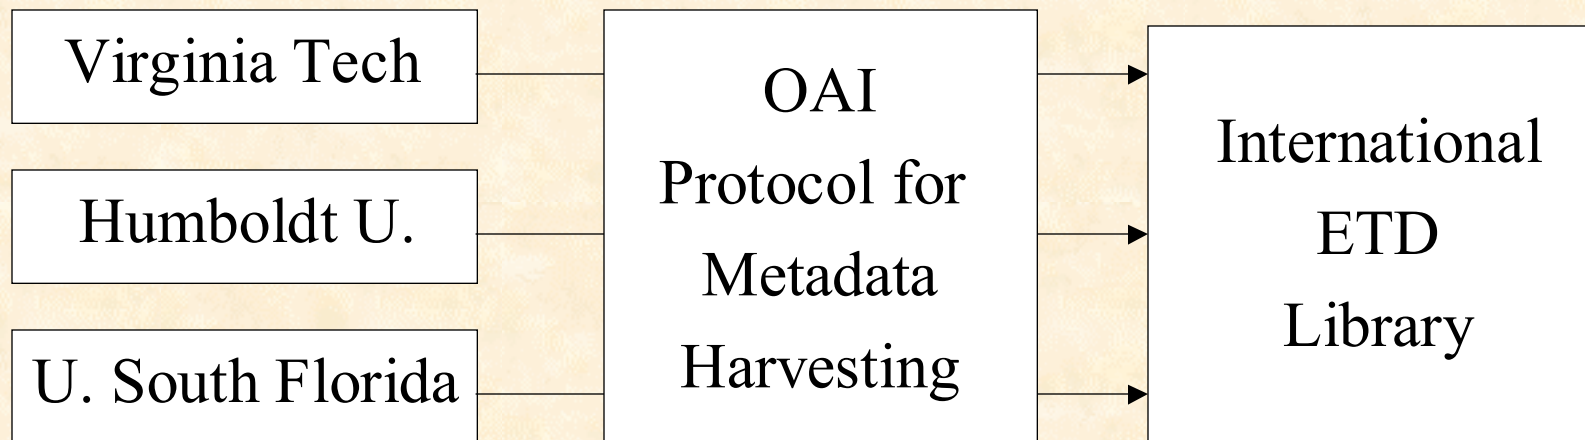 Virginia Tech
Humboldt U.
U. South Florida
OAI
Protocol for
Metadata
Harvesting
International
ETD
Library